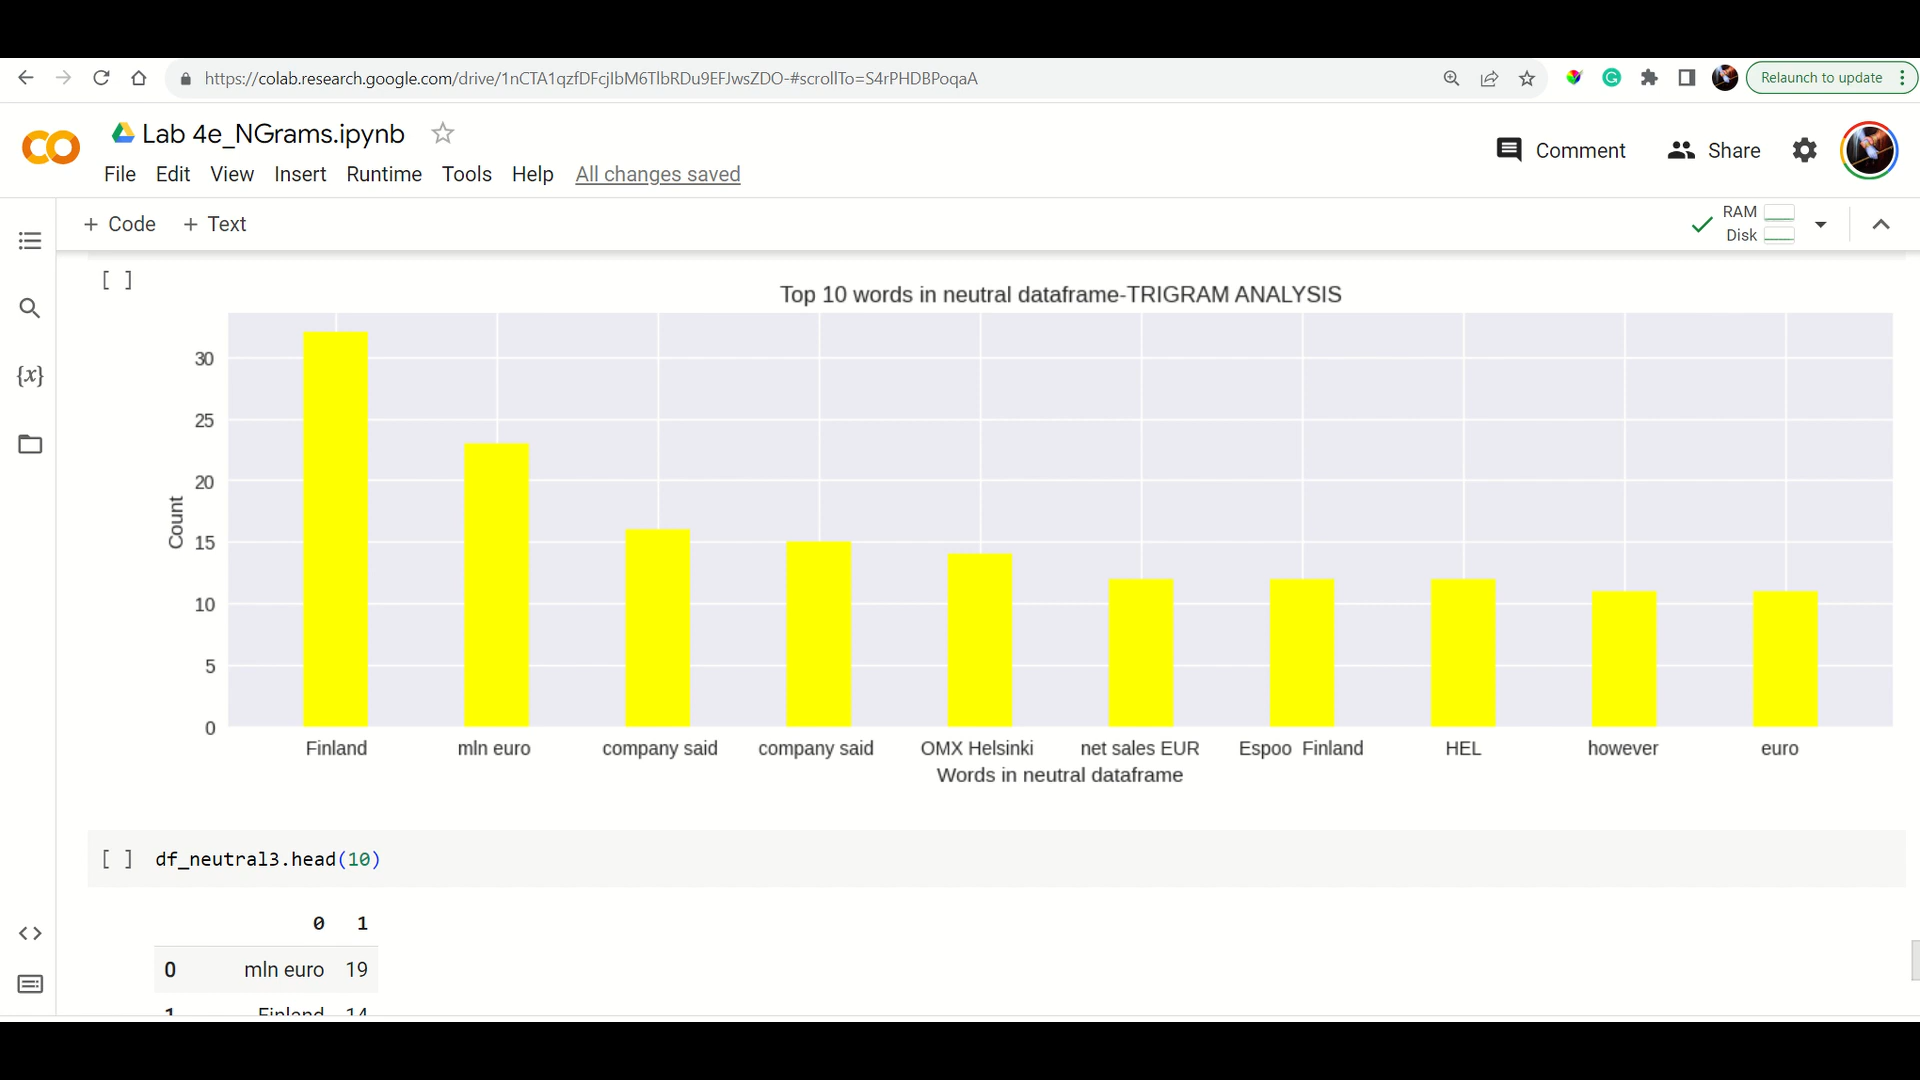 https://colab.research.google.com/drive/1nCTA1qzfDFcjIbM6TlbRDu9EFJwsZDO-#scrollTo=S4rPHDBPoqaA
Relaunch to update
Lab 4e_NGrams.ipynb
File Edit View Insert Runtime Tools Help All changes saved
Comment Share
+ Code + Text
RAM
Disk
{x}
[ ]
Top 10 words in neutral dataframe-TRIGRAM ANALYSIS
30
25
20
15
10
5
0
Count
Finland mln euro company said company said OMX Helsinki net sales EUR Espoo Finland HEL however euro
Words in neutral dataframe
[ ] df_neutral3.head(10)
0 1
0 mln euro 19
1 Finland 14